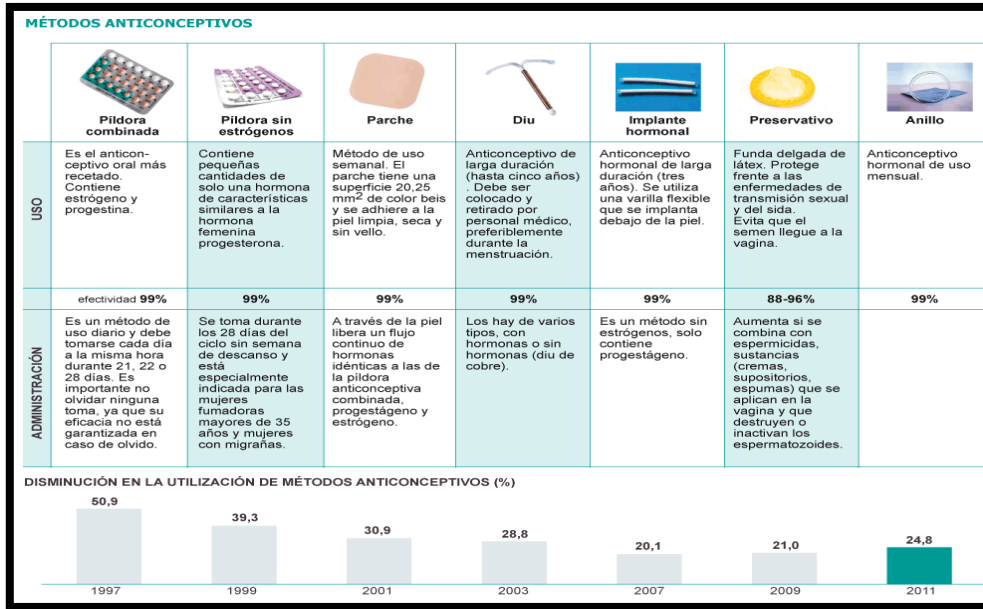 MÉTODOS ANTICONCEPTIVOS
Píldora
combinada
Píldora sin
estrógenos
Parche
Diu
Implante
hormonal
Preservativo
Anillo
USO
Es el anticon-
ceptivo oral más
recetado.
Contiene
estrógeno y
progestina.
Contiene
pequeñas
cantidades de
solo una hormona
de características
similares a la
hormona
femenina
progesterona.
Método de uso
semanal. El
parche tiene una
superficie 20,25
mm² de color beis
y se adhiere a la
piel limpia, seca y
sin vello.
Anticonceptivo de
larga duración
(hasta cinco años)
. Debe ser
colocado y
retirado por
personal médico,
preferiblemente
durante la
menstruación.
Anticonceptivo
hormonal de larga
duración (tres
años). Se utiliza
una varilla flexible
que se implanta
debajo de la piel.
Funda delgada de
látex. Protege
frente a las
enfermedades de
transmisión sexual
y del sida.
Evita que el
semen llegue a la
vagina.
Anticonceptivo
hormonal de uso
mensual.
efectividad 99%
99%
99%
99%
99%
88-96%
99%
ADMINISTRACIÓN
Es un método de
uso diario y debe
tomarse cada día
a la misma hora
durante 21, 22 o
28 días. Es
importante no
olvidar ninguna
toma, ya que su
eficacia no está
garantizada en
caso de olvido.
Se toma durante
los 28 días del
ciclo sin semana
de descanso y
está
especialmente
indicada para las
mujeres
fumadoras
mayores de 35
años y mujeres
con migrañas.
A través de la piel
libera un flujo
continuo de
hormonas
idénticas a las de
la píldora
anticonceptiva
combinada,
progestágeno y
estrógeno.
Los hay de varios
tipos, con
hormonas o sin
hormonas (diu de
cobre).
Es un método sin
estrógenos, solo
contiene
progestágeno.
Aumenta si se
combina con
espermicidas,
sustancias
(cremas,
supositorios,
espumas) que se
aplican en la
vagina y que
destruyen o
inactivan los
espermatozoides.
DISMINUCIÓN EN LA UTILIZACIÓN DE MÉTODOS ANTICONCEPTIVOS (%)
50,9
39,3
30,9
28,8
20,1
21,0
24,8
1997
1999
2001
2003
2007
2009
2011